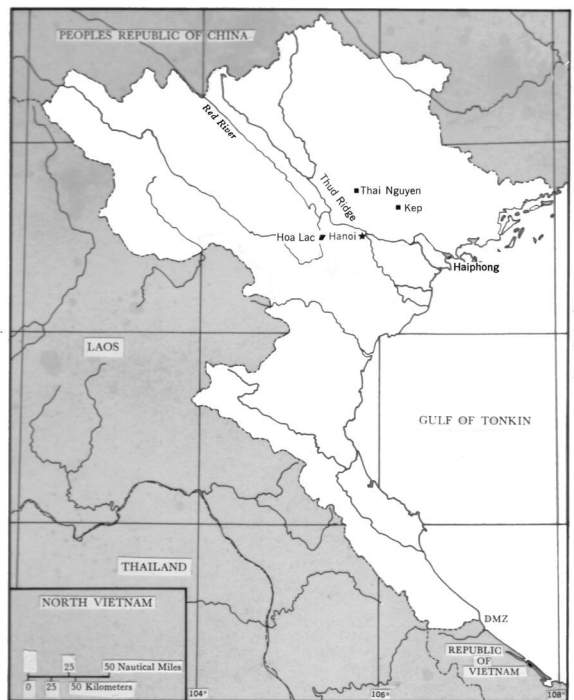 PEOPLES REPUBLIC OF CHINA
Red River
Thud Ridge
Thai Nguyen
Kep
Hoa Lac
Hanoi
Haiphong
LAOS
GULF OF TONKIN
THAILAND
NORTH VIETNAM
25 50 Nautical Miles
0 25 50 Kilometers
DMZ
REPUBLIC
OF
VIETNAM
104° 106° 108°